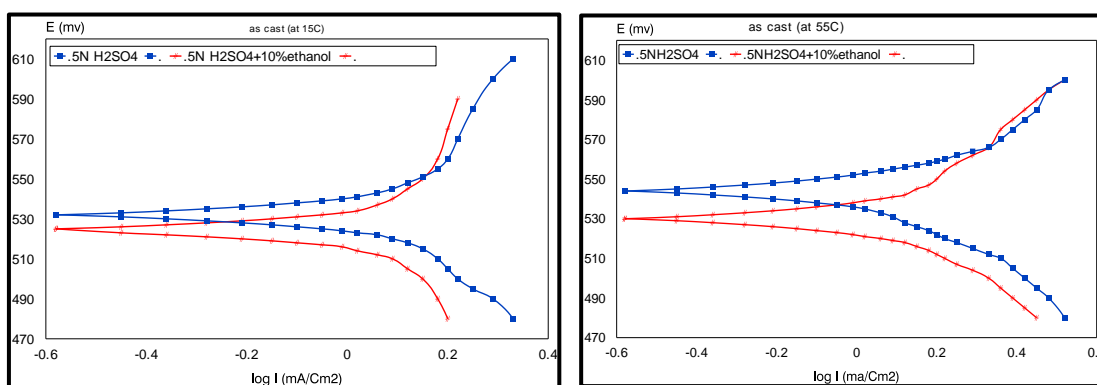 E (mv)
as cast (at 15C)
.5N H2SO4 . .5N H2SO4+10%ethanol .
610
590
570
550
530
510
490
470
-0.6 -0.4 -0.2 0 0.2 0.4
log I (mA/Cm2)
E (mv)
as cast (at 55C)
.5NH2SO4 . .5NH2SO4+10%ethanol .
610
590
570
550
530
510
490
470
-0.6 -0.4 -0.2 0 0.2 0.4
log I (ma/Cm2)